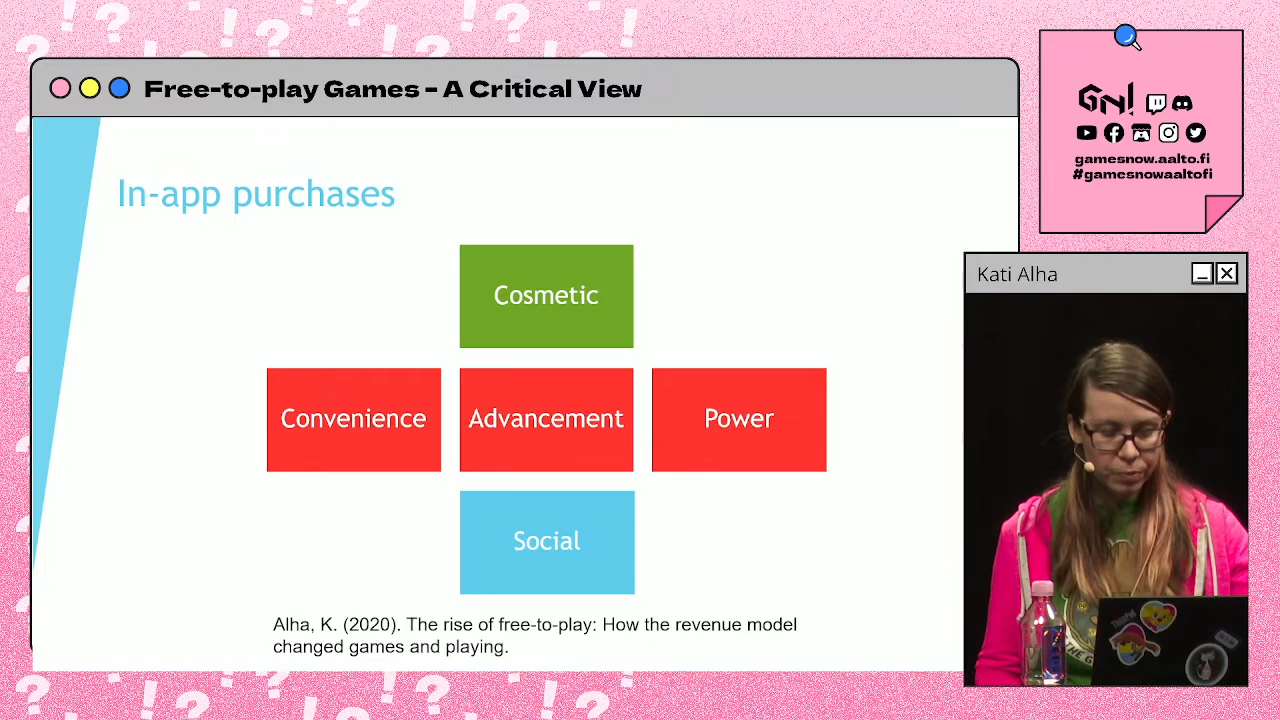 Free-to-play Games – A Critical View
In-app purchases
Cosmetic
Convenience
Advancement
Power
Social
Alha, K. (2020). The rise of free-to-play: How the revenue model
changed games and playing.
GN!
gamesnow.aalto.fi
#gamesnowaaltofi
Kati Alha